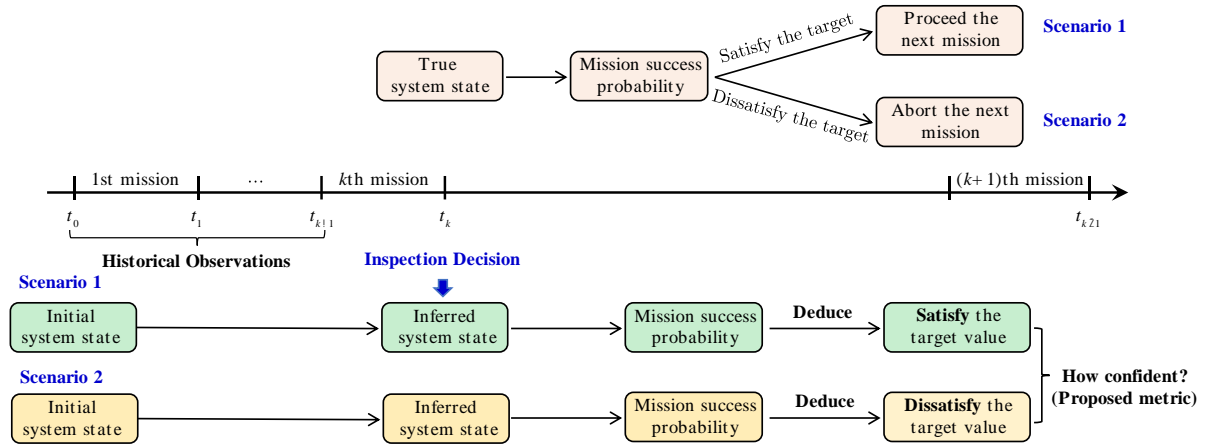 True
system state
Mission success
probability
Satisfy the target
Dissatisfy the target
Proceed the
next mission
Scenario 1
Abort the next
mission
Scenario 2
1st mission
...
kth mission
(k+1)th mission
t0
t1
tk!1
tk
tk21
Historical Observations
Inspection Decision
Scenario 1
Initial
system state
Inferred
system state
Mission success
probability
Deduce
Satisfy the
target value
Scenario 2
Initial
system state
Inferred
system state
Mission success
probability
Deduce
Dissatisfy the
target value
How confident?
(Proposed metric)